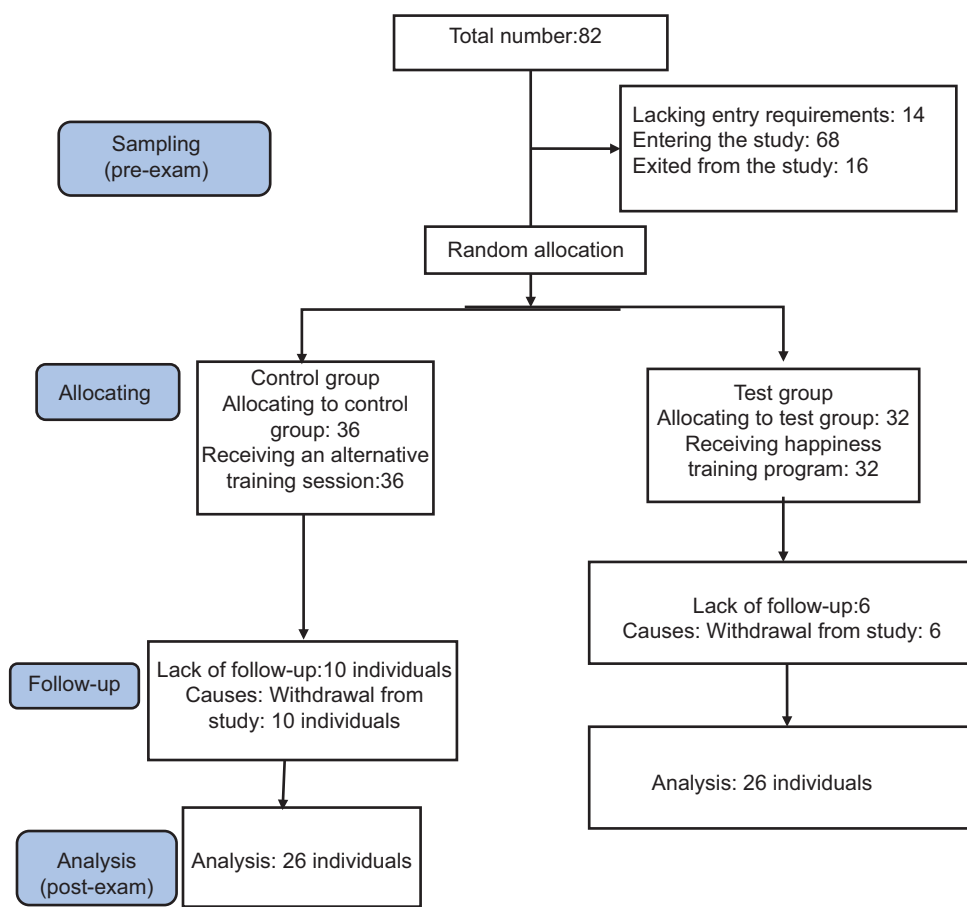 Total number:82
Lacking entry requirements: 14
Entering the study: 68
Exited from the study: 16
Sampling
(pre-exam)
Random allocation
Allocating
Control group
Allocating to control
group: 36
Receiving an alternative
training session:36
Test group
Allocating to test group: 32
Receiving happiness
training program: 32
Lack of follow-up:6
Causes: Withdrawal from study: 6
Follow-up
Lack of follow-up:10 individuals
Causes: Withdrawal from
study: 10 individuals
Analysis: 26 individuals
Analysis
(post-exam)
Analysis: 26 individuals